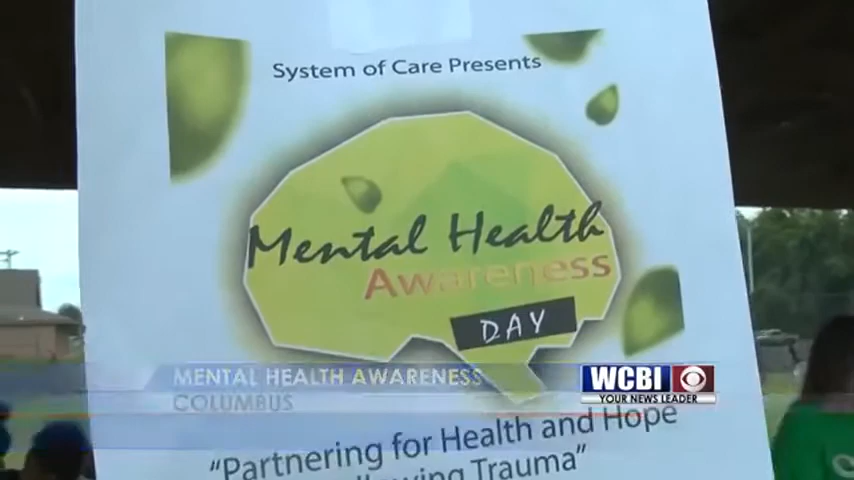 System of Care Presents
Mental Health
Awareness
DAY
MENTAL HEALTH AWARENESS
COLUMBUS
WCBI
YOUR NEWS LEADER
"Partnering for Health and Hope
Trauma"